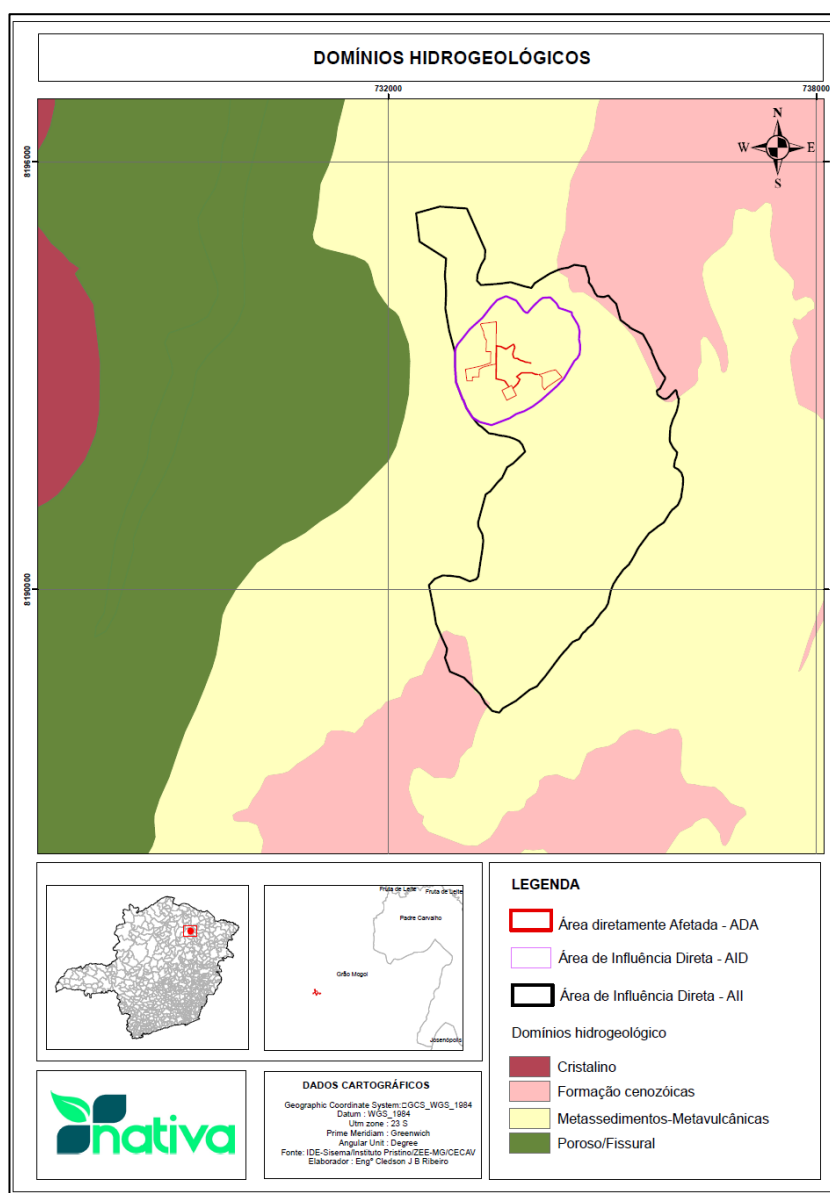 DOMÍNIOS HIDROGEOLÓGICOS
732000
738000
N
W E
S
8196000
8190000
Fruta de Leite
Fruta de Leite
Padre Carvalho
Grão Mogol
Josenópolis
LEGENDA
Área diretamente Afetada - ADA
Área de Influência Direta - AID
Área de Influência Direta - AII
Domínios hidrogeológico
Cristalino
Formação cenozóicas
Metassedimentos-Metavulcânicas
Poroso/Fissural
nativa
DADOS CARTOGRÁFICOS
Geographic Coordinate System:□GCS_WGS_1984
Datum : WGS_1984
Utm zone : 23 S
Prime Meridiam : Greenwich
Angular Unit : Degree
Fonte: IDE-Sisema/Instituto Pristino/ZEE-MG/CECAV
Elaborador : Engº Cledson J B Ribeiro